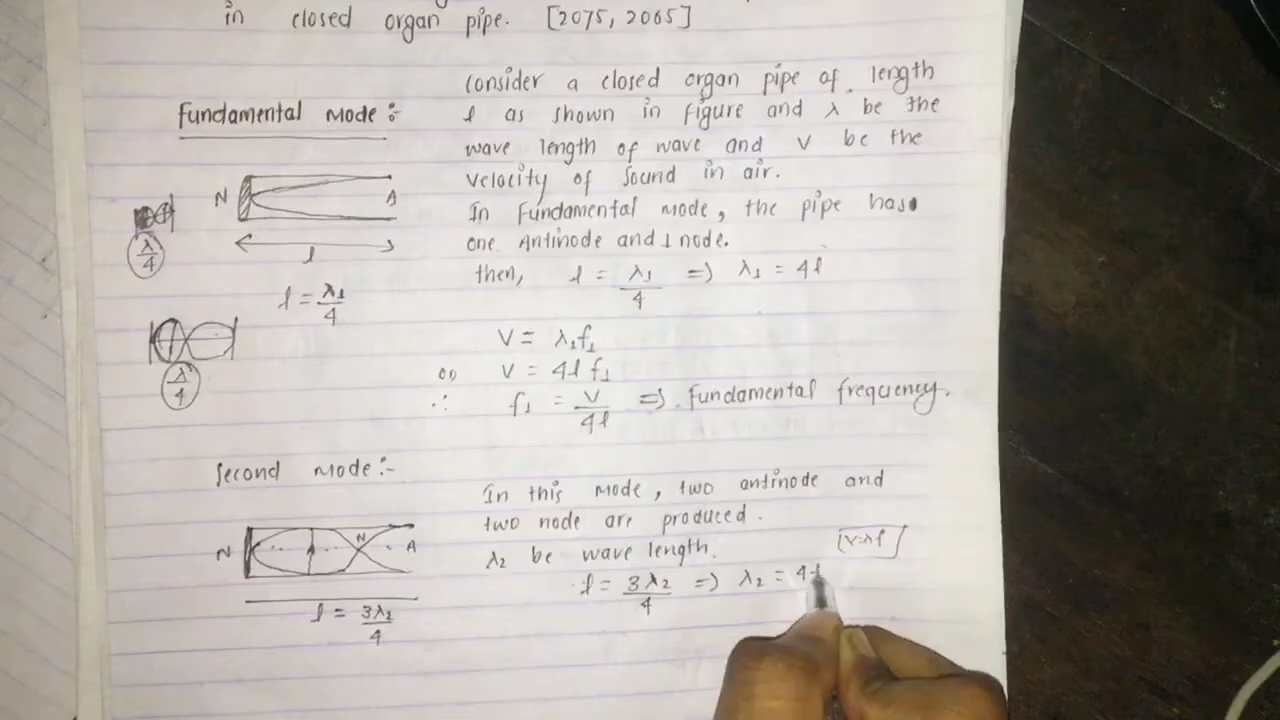 in closed organ pipe. [2075, 2065]
Fundamental Mode :-
Consider a closed organ pipe of length
l as shown in figure and λ be the
wave length of wave and V be the
velocity of sound in air.
In Fundamental mode, the pipe has
one Antinode and 1 node.
then, l = λ₁/4 => λ₁ = 4l
N A
l
l = λ₁/4
λ/4
λ/4
V = λ₁f₁
or V = 4l f₁
∴ f₁ = V/4l => Fundamental frequency.
Second Mode :-
In this mode, two antinode and
two node are produced.
λ₂ be wave length.
[V=λf]
l = 3λ₂/4 => λ₂ = 4l
N N A
l = 3λ₂/4